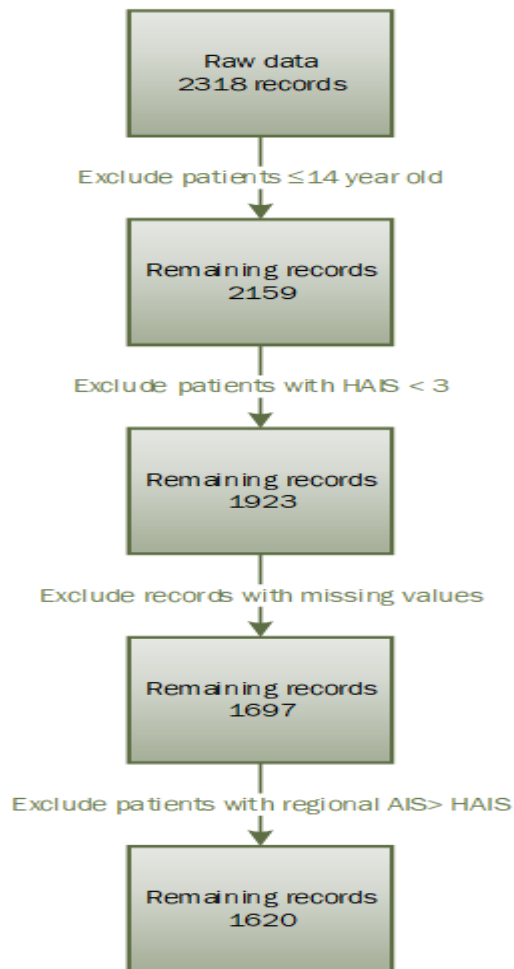 Raw data
2318 records
Exclude patients ≤14 year old
Remaining records
2159
Exclude patients with HAIS < 3
Remaining records
1923
Exclude records with missing values
Remaining records
1697
Exclude patients with regional AIS> HAIS
Remaining records
1620